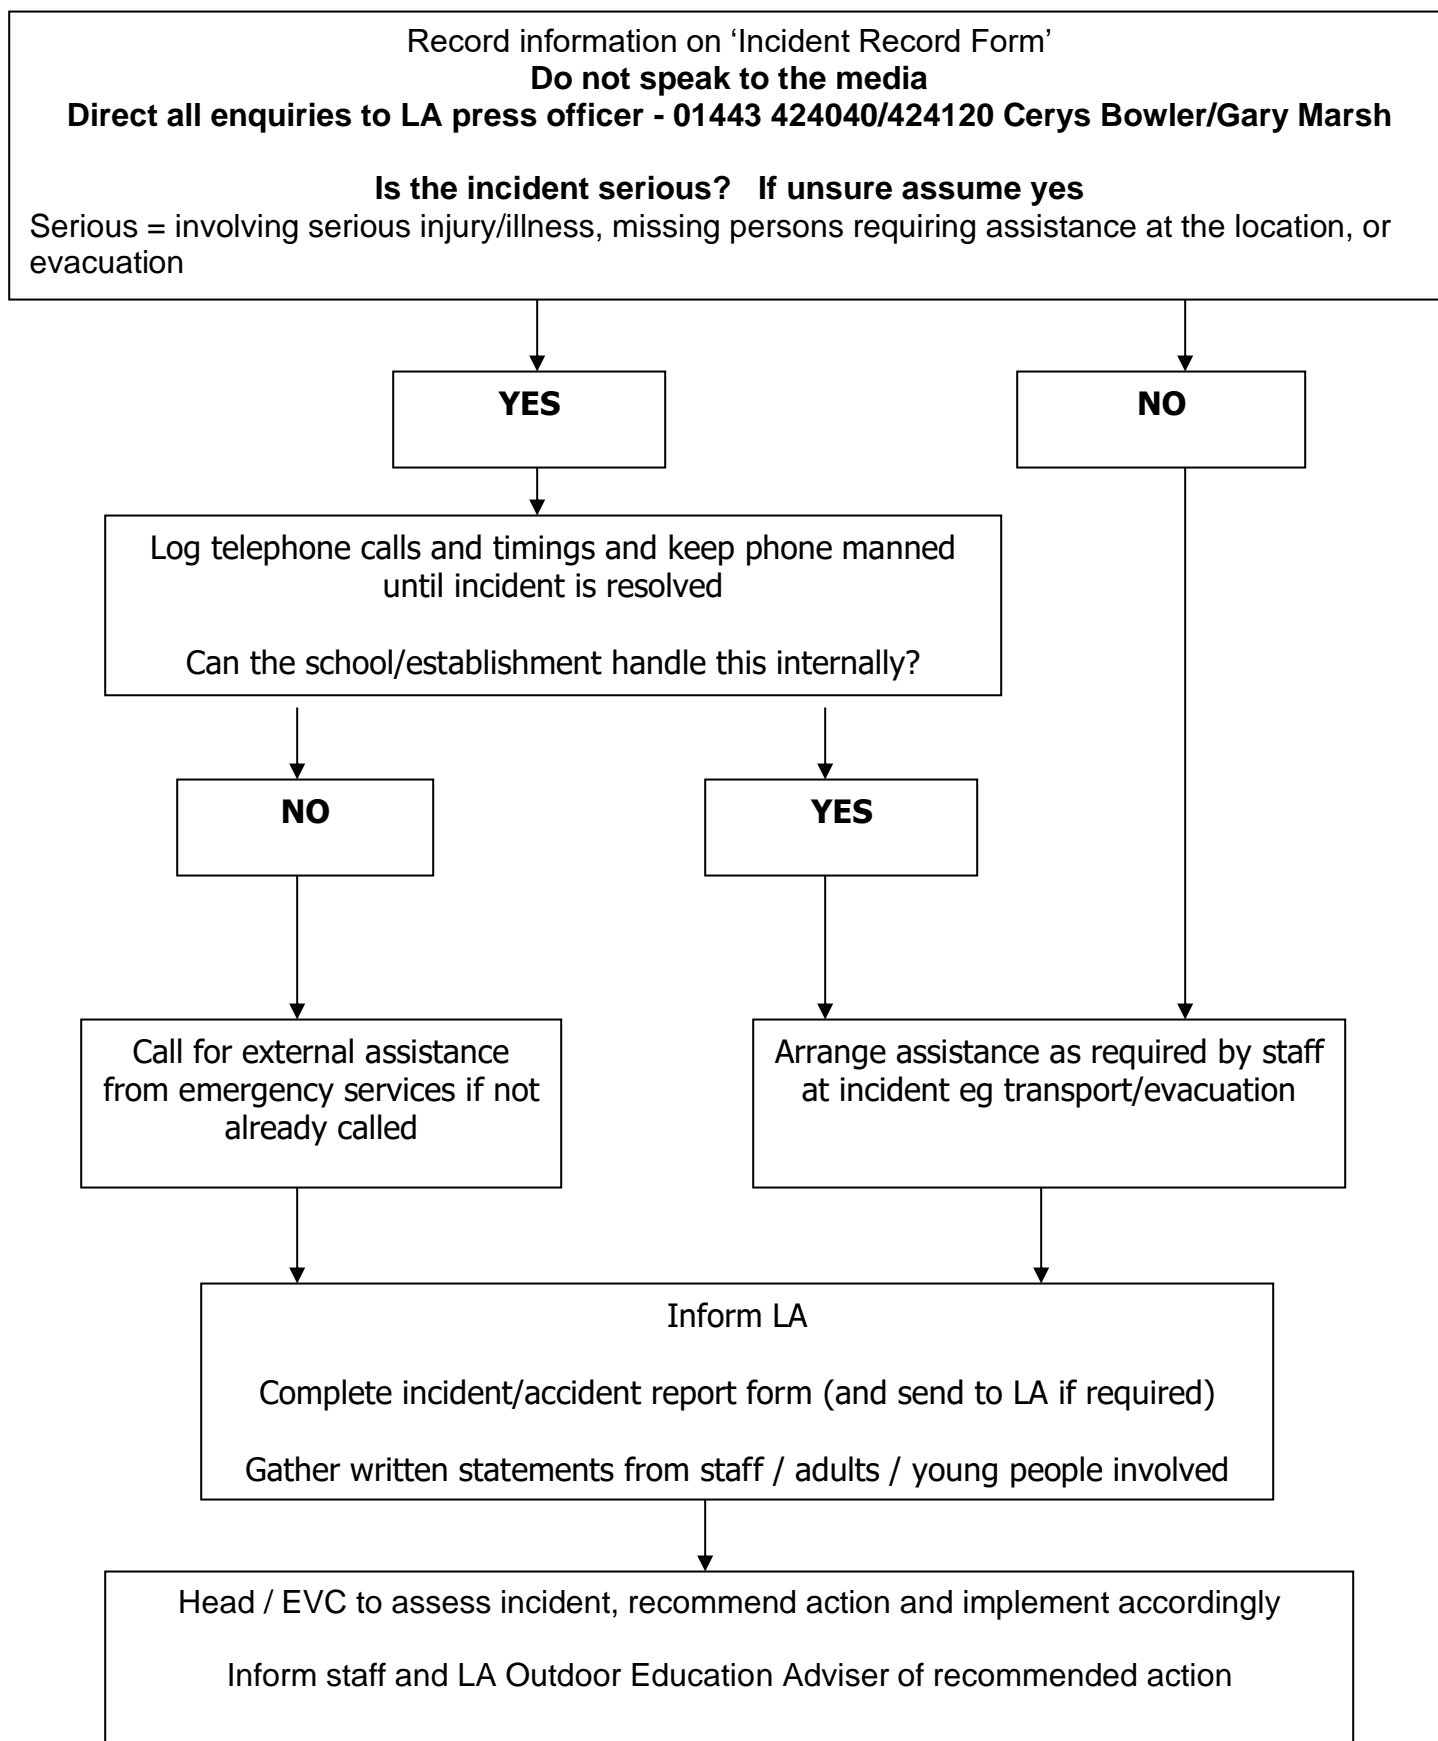 Record information on ‘Incident Record Form’
Do not speak to the media
Direct all enquiries to LA press officer - 01443 424040/424120 Cerys Bowler/Gary Marsh
Is the incident serious?   If unsure assume yes
Serious = involving serious injury/illness, missing persons requiring assistance at the location, or
evacuation
YES
NO
Log telephone calls and timings and keep phone manned
until incident is resolved
Can the school/establishment handle this internally?
NO
YES
Call for external assistance
from emergency services if not
already called
Arrange assistance as required by staff
at incident eg transport/evacuation
Inform LA
Complete incident/accident report form (and send to LA if required)
Gather written statements from staff / adults / young people involved
Head / EVC to assess incident, recommend action and implement accordingly
Inform staff and LA Outdoor Education Adviser of recommended action